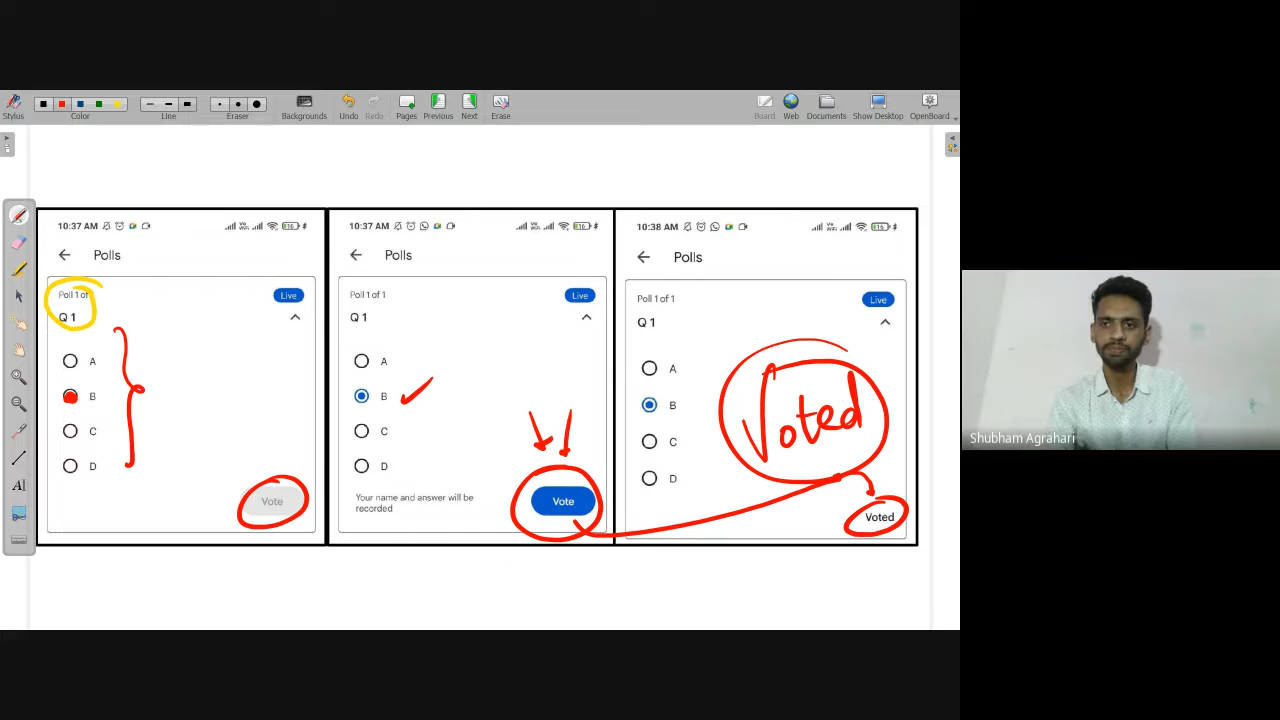 Stylus
Color
Line
Eraser
Backgrounds
Undo
Redo
Pages
Previous
Next
Erase
Board
Web
Documents
Show Desktop
OpenBoard
10:37 AM
Polls
Poll 1 of
Live
Q 1
A
B
C
D
Vote
10:37 AM
Polls
Poll 1 of 1
Live
Q 1
A
B
C
D
Your name and answer will be
recorded
Vote
10:38 AM
Polls
Poll 1 of 1
Live
Q 1
A
B
C
D
Voted
Voted
Shubham Agrahari